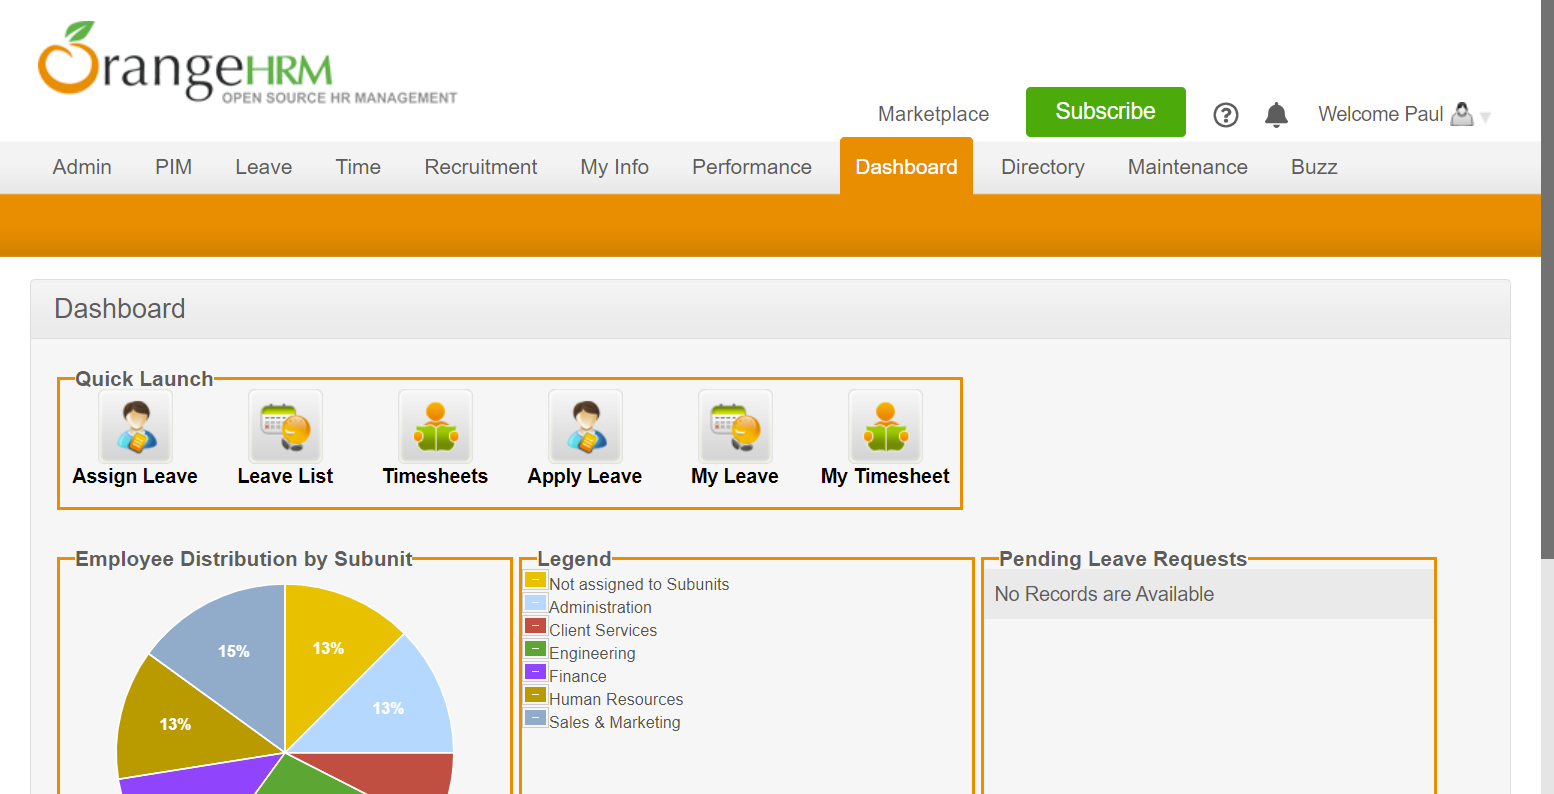 OrangeHRM
OPEN SOURCE HR MANAGEMENT
Marketplace
Subscribe
?
Welcome Paul
Admin PIM Leave Time Recruitment My Info Performance Dashboard Directory Maintenance Buzz
Dashboard
Quick Launch
Assign Leave Leave List Timesheets Apply Leave My Leave My Timesheet
Employee Distribution by Subunit
15% 13%
13%
13%
Legend
Not assigned to Subunits
Administration
Client Services
Engineering
Finance
Human Resources
Sales & Marketing
Pending Leave Requests
No Records are Available